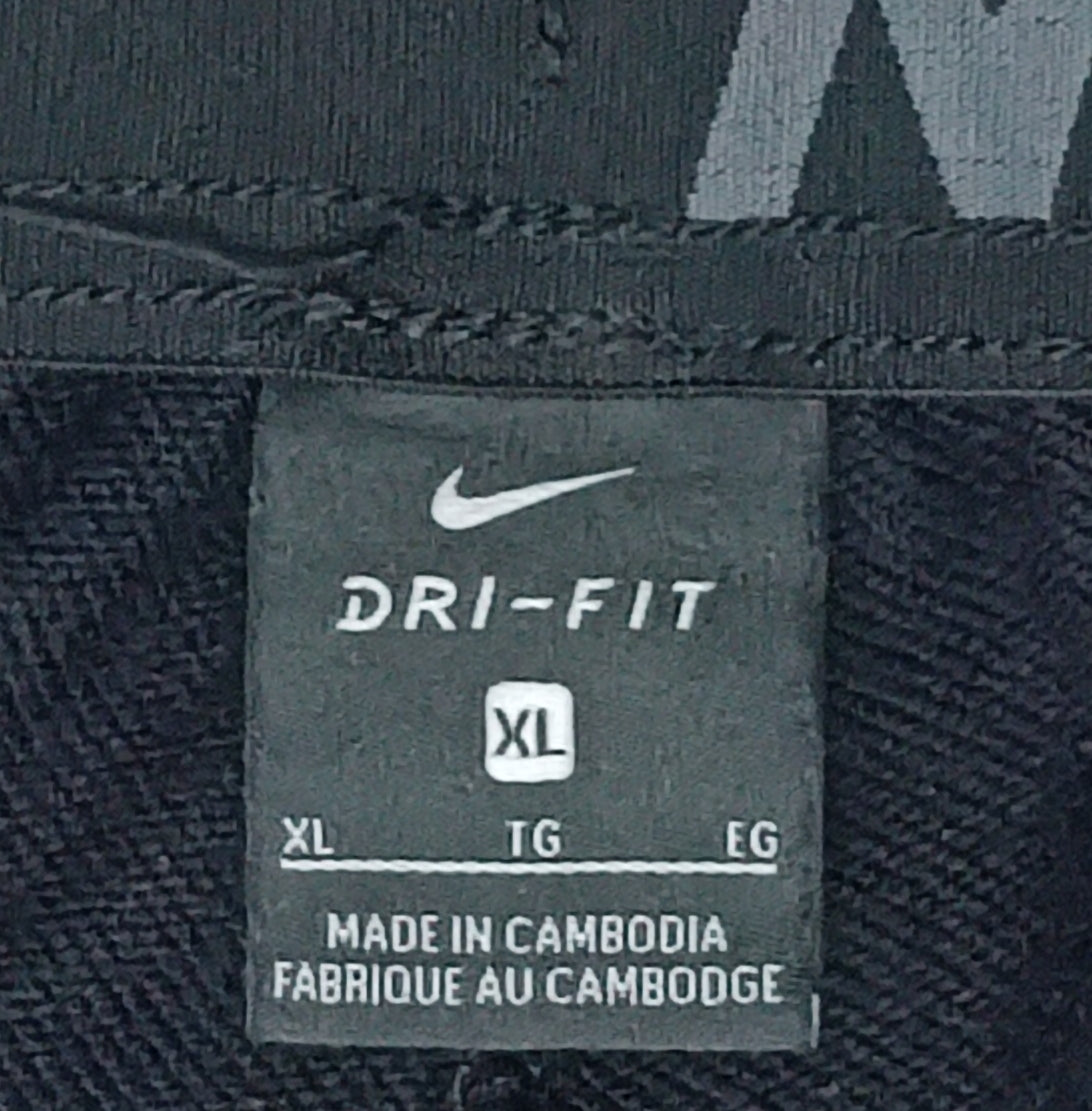 DRI-FIT
XL
XL TG EG
MADE IN CAMBODIA
FABRIQUE AU CAMBODGE